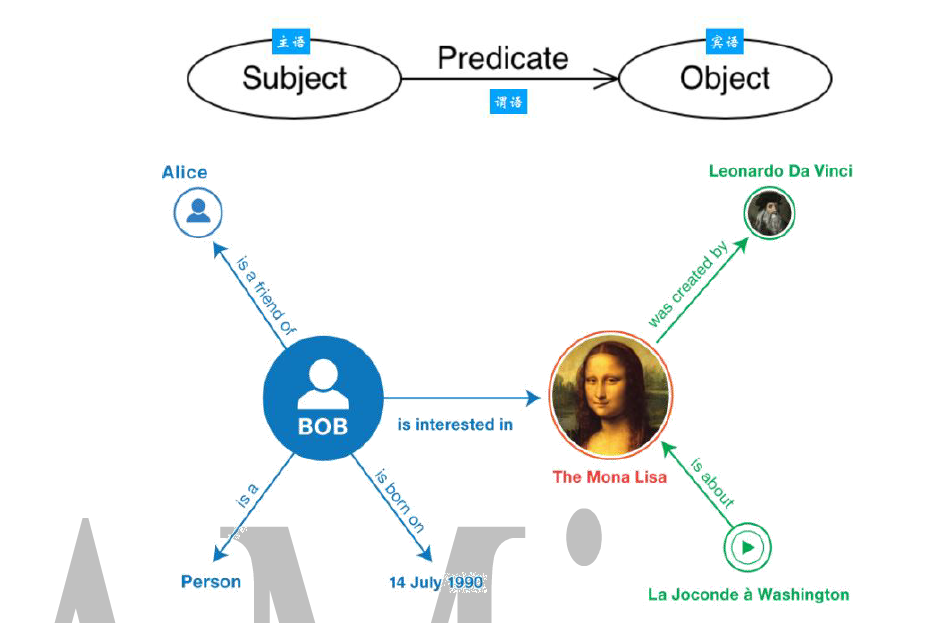 主语
宾语
Subject
Predicate
Object
谓语
Alice
Leonardo Da Vinci
is a friend of
was created by
BOB
is interested in
The Mona Lisa
is a
is born on
is about
Person
14 July 1990
La Joconde à Washington